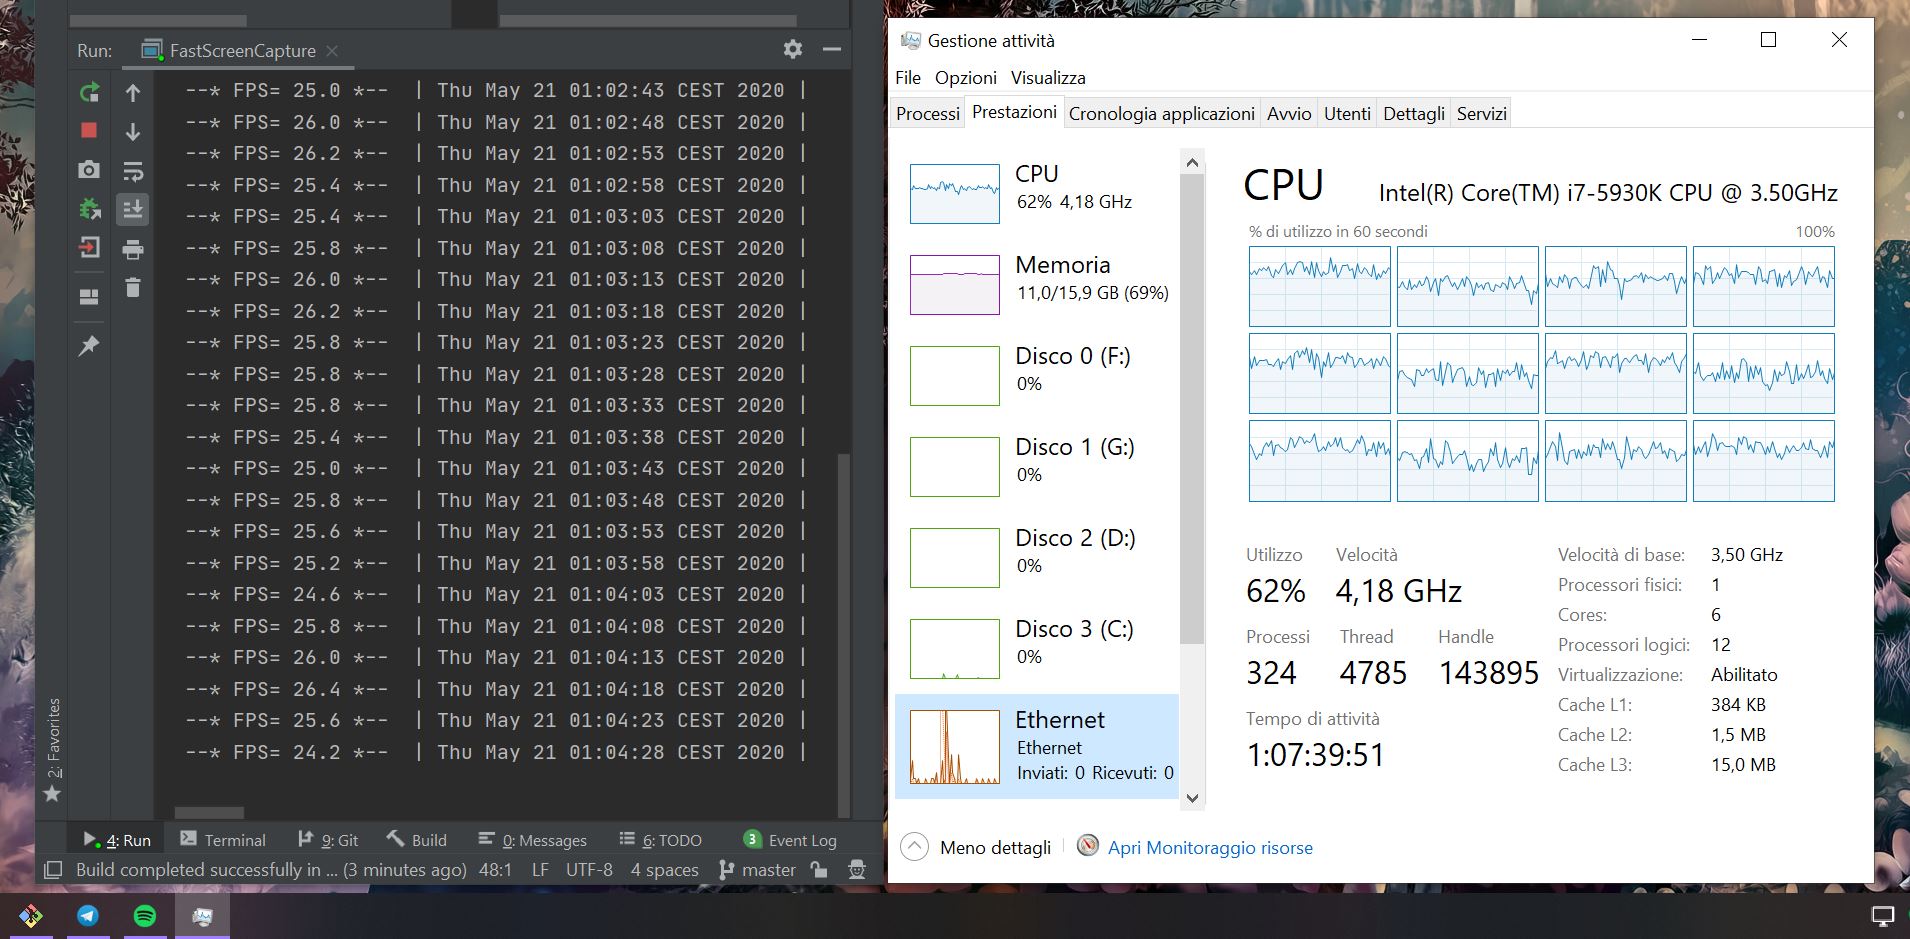 Run: FastScreenCapture
--* FPS= 25.0 *-- | Thu May 21 01:02:43 CEST 2020 |
--* FPS= 26.0 *-- | Thu May 21 01:02:48 CEST 2020 |
--* FPS= 26.2 *-- | Thu May 21 01:02:53 CEST 2020 |
--* FPS= 25.4 *-- | Thu May 21 01:02:58 CEST 2020 |
--* FPS= 25.4 *-- | Thu May 21 01:03:03 CEST 2020 |
--* FPS= 25.8 *-- | Thu May 21 01:03:08 CEST 2020 |
--* FPS= 26.0 *-- | Thu May 21 01:03:13 CEST 2020 |
--* FPS= 26.2 *-- | Thu May 21 01:03:18 CEST 2020 |
--* FPS= 25.8 *-- | Thu May 21 01:03:23 CEST 2020 |
--* FPS= 25.8 *-- | Thu May 21 01:03:28 CEST 2020 |
--* FPS= 25.8 *-- | Thu May 21 01:03:33 CEST 2020 |
--* FPS= 25.4 *-- | Thu May 21 01:03:38 CEST 2020 |
--* FPS= 25.0 *-- | Thu May 21 01:03:43 CEST 2020 |
--* FPS= 25.8 *-- | Thu May 21 01:03:48 CEST 2020 |
--* FPS= 25.6 *-- | Thu May 21 01:03:53 CEST 2020 |
--* FPS= 25.2 *-- | Thu May 21 01:03:58 CEST 2020 |
--* FPS= 24.6 *-- | Thu May 21 01:04:03 CEST 2020 |
--* FPS= 25.8 *-- | Thu May 21 01:04:08 CEST 2020 |
--* FPS= 26.0 *-- | Thu May 21 01:04:13 CEST 2020 |
--* FPS= 26.4 *-- | Thu May 21 01:04:18 CEST 2020 |
--* FPS= 25.6 *-- | Thu May 21 01:04:23 CEST 2020 |
--* FPS= 24.2 *-- | Thu May 21 01:04:28 CEST 2020 |
2: Favorites
4: Run Terminal 9: Git Build 0: Messages 6: TODO 3 Event Log
Build completed successfully in ... (3 minutes ago) 48:1 LF UTF-8 4 spaces master
Gestione attività
File Opzioni Visualizza
Processi Prestazioni Cronologia applicazioni Avvio Utenti Dettagli Servizi
CPU
62% 4,18 GHz
Memoria
11,0/15,9 GB (69%)
Disco 0 (F:)
0%
Disco 1 (G:)
0%
Disco 2 (D:)
0%
Disco 3 (C:)
0%
Ethernet
Ethernet
Inviati: 0 Ricevuti: 0
CPU Intel(R) Core(TM) i7-5930K CPU @ 3.50GHz
% di utilizzo in 60 secondi 100%
Utilizzo Velocità
62% 4,18 GHz
Processi Thread Handle
324 4785 143895
Tempo di attività
1:07:39:51
Velocità di base: 3,50 GHz
Processori fisici: 1
Cores: 6
Processori logici: 12
Virtualizzazione: Abilitato
Cache L1: 384 KB
Cache L2: 1,5 MB
Cache L3: 15,0 MB
Meno dettagli Apri Monitoraggio risorse